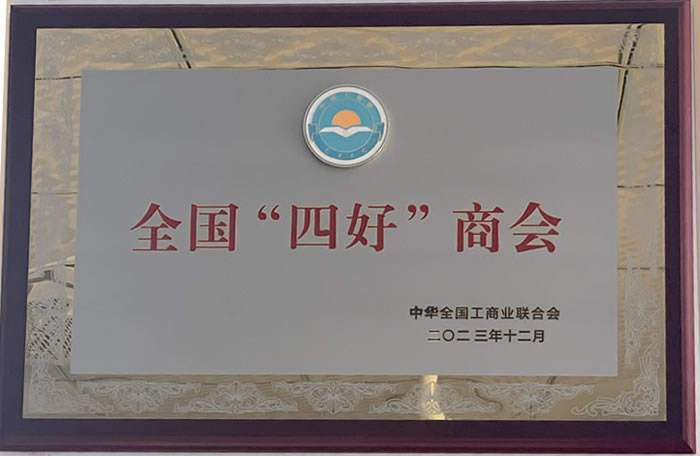 全国“四好”商会
中华全国工商业联合会
二〇二三年十二月